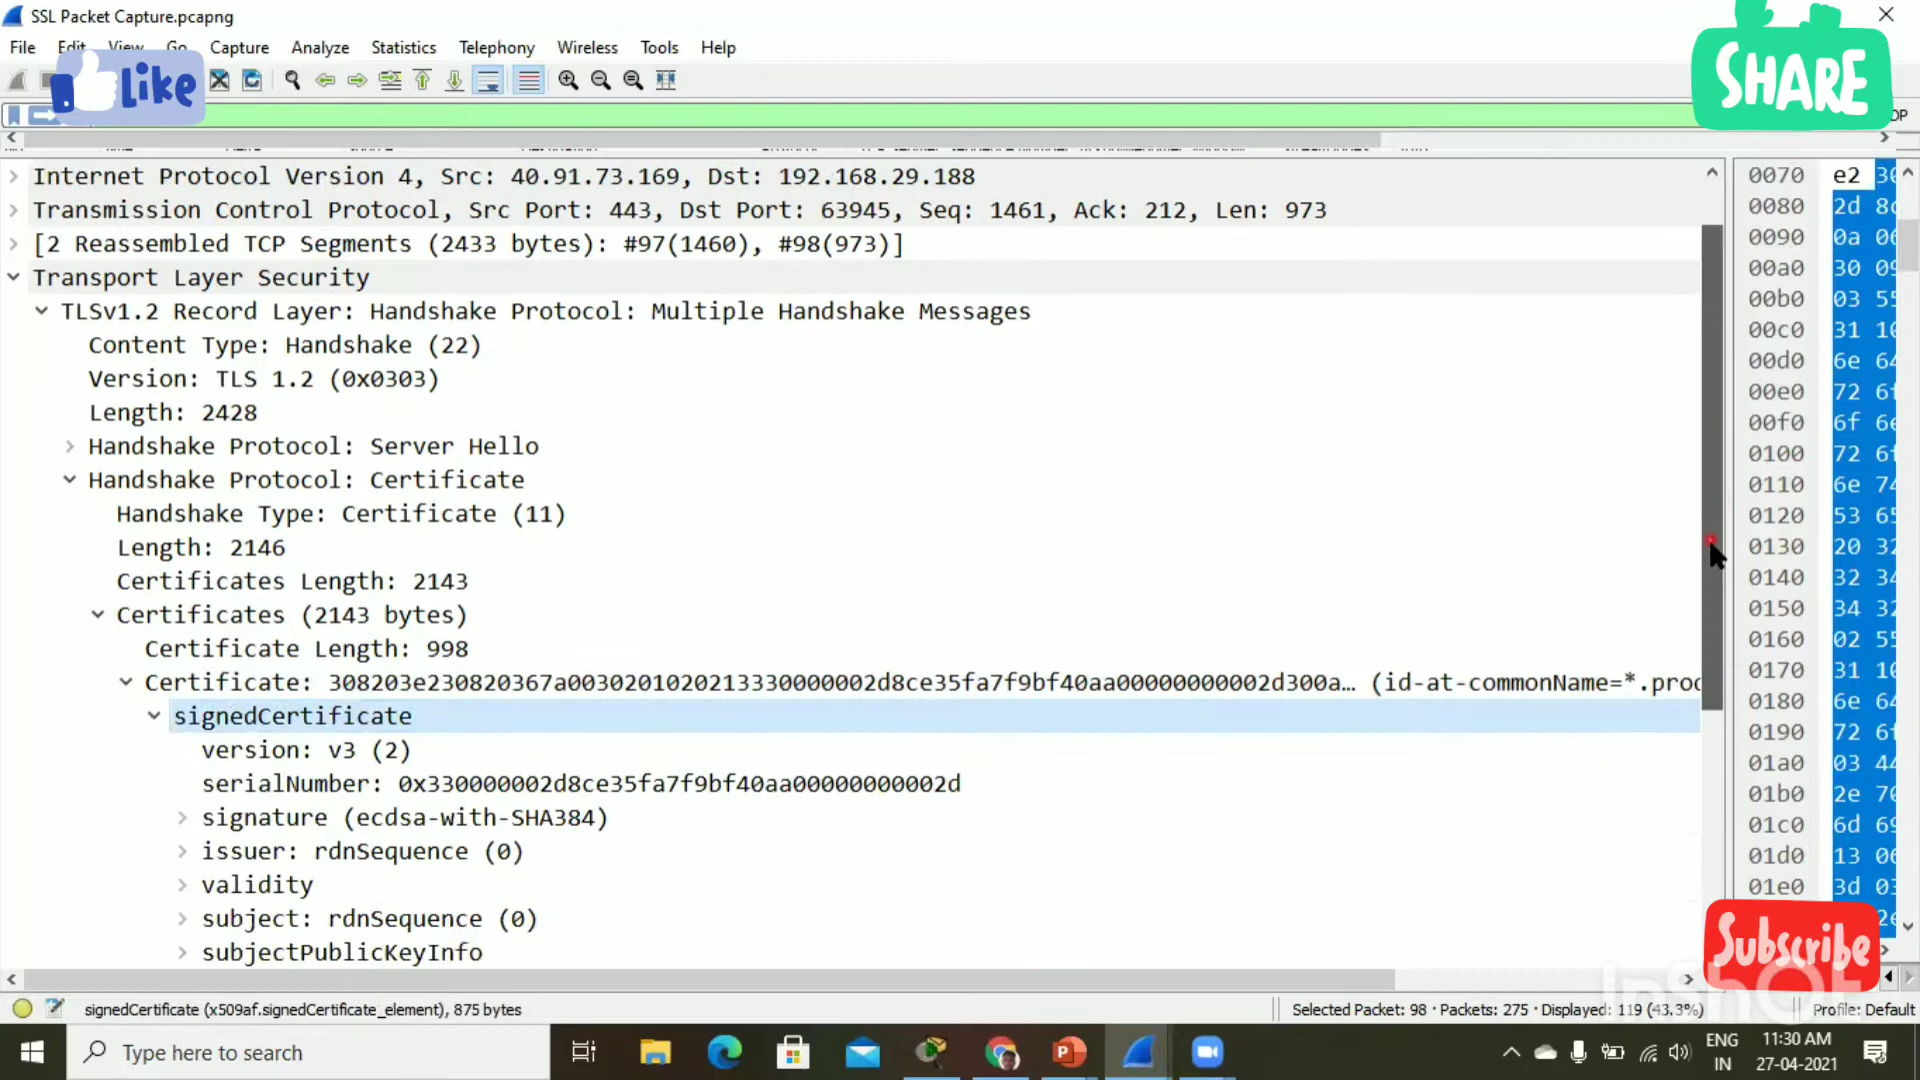 SSL Packet Capture.pcapng
File Edit View Go Capture Analyze Statistics Telephony Wireless Tools Help
Like
SHARE
Internet Protocol Version 4, Src: 40.91.73.169, Dst: 192.168.29.188
Transmission Control Protocol, Src Port: 443, Dst Port: 63945, Seq: 1461, Ack: 212, Len: 973
[2 Reassembled TCP Segments (2433 bytes): #97(1460), #98(973)]
Transport Layer Security
TLSv1.2 Record Layer: Handshake Protocol: Multiple Handshake Messages
Content Type: Handshake (22)
Version: TLS 1.2 (0x0303)
Length: 2428
Handshake Protocol: Server Hello
Handshake Protocol: Certificate
Handshake Type: Certificate (11)
Length: 2146
Certificates Length: 2143
Certificates (2143 bytes)
Certificate Length: 998
Certificate: 308203e230820367a0030201020213330000002d8ce35fa7f9bf40aa00000000002d300a… (id-at-commonName=*.proc
signedCertificate
version: v3 (2)
serialNumber: 0x330000002d8ce35fa7f9bf40aa00000000002d
signature (ecdsa-with-SHA384)
issuer: rdnSequence (0)
validity
subject: rdnSequence (0)
subjectPublicKeyInfo
0070 e2
0080 2d
0090 0a
00a0 30
00b0 03
00c0 31
00d0 6e
00e0 72
00f0 6f
0100 72
0110 6e
0120 53
0130 20
0140 32
0150 34
0160 02
0170 31
0180 6e
0190 72
01a0 03
01b0 2e
01c0 6d
01d0 13
01e0 3d
Subscribe
InShOt
signedCertificate (x509af.signedCertificate_element), 875 bytes
Selected Packet: 98 · Packets: 275 · Displayed: 119 (43.3%)
Profile: Default
Type here to search
ENG
IN
11:30 AM
27-04-2021